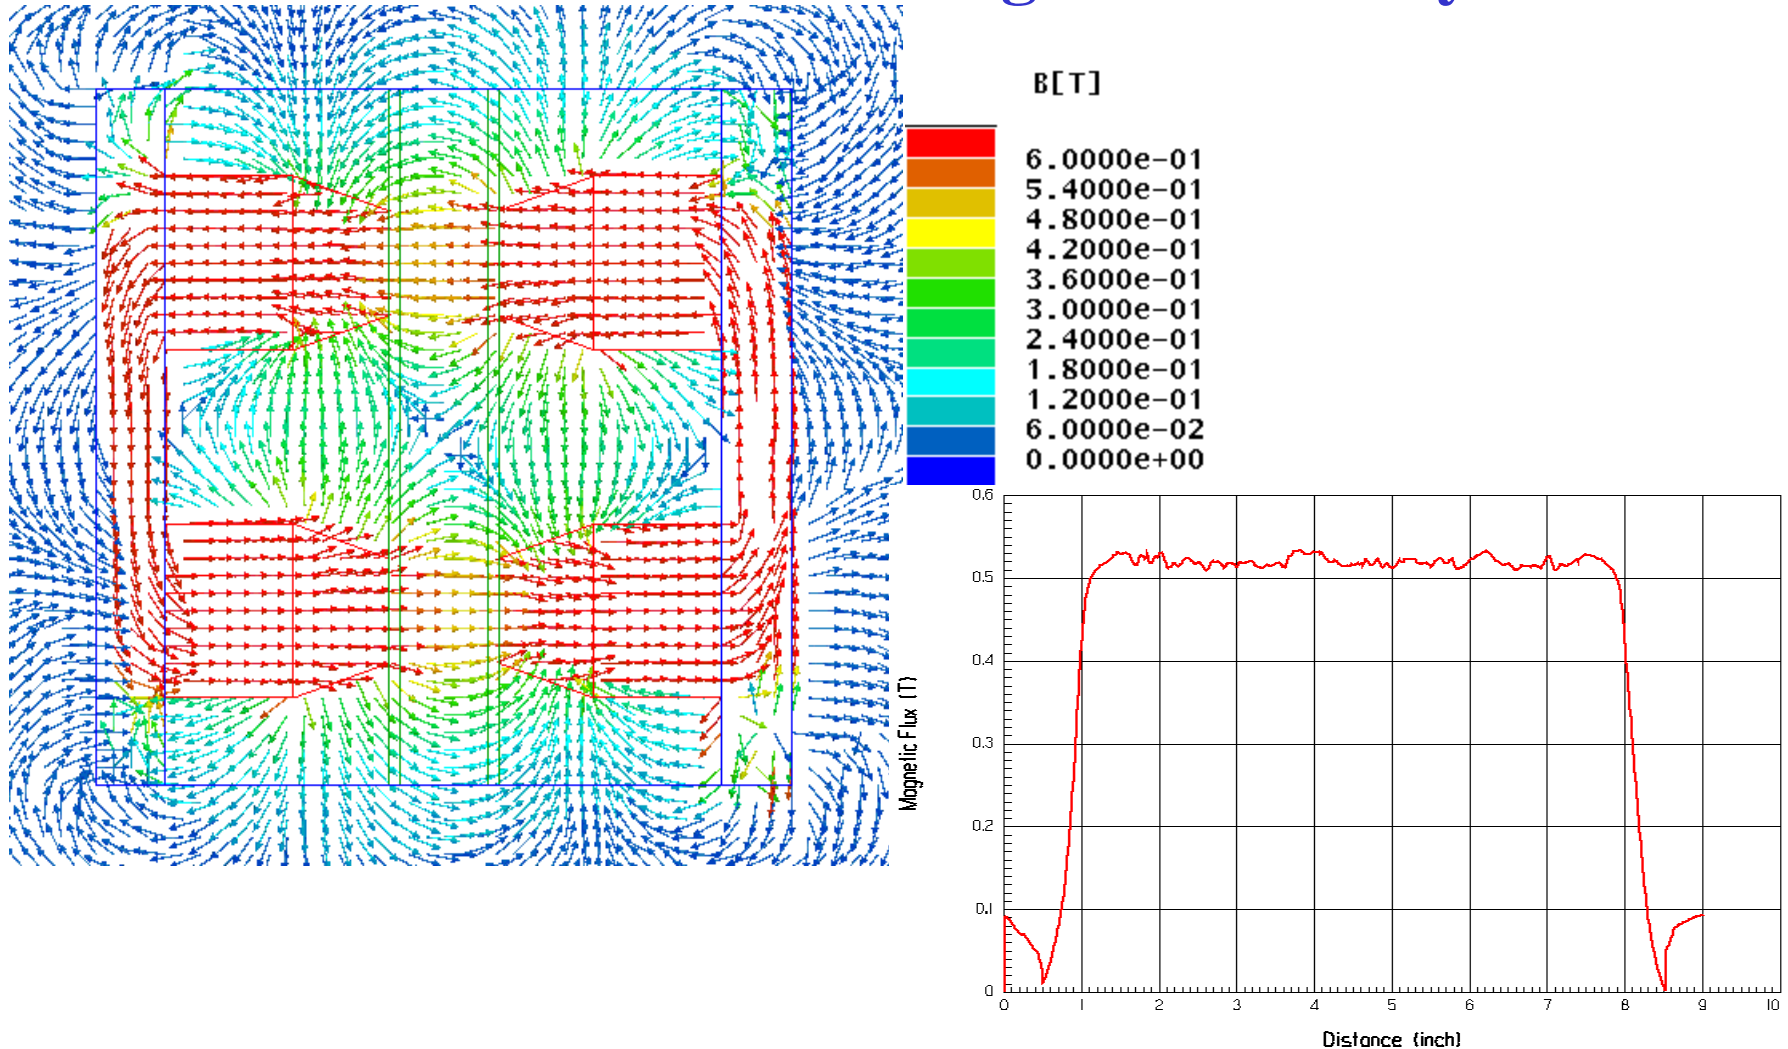 B[T]
6.0000e-01
5.4000e-01
4.8000e-01
4.2000e-01
3.6000e-01
3.0000e-01
2.4000e-01
1.8000e-01
1.2000e-01
6.0000e-02
0.0000e+00
0.6
0.5
0.4
0.3
0.2
0.1
0
Magnetic Flux (T)
0 1 2 3 4 5 6 7 8 9 10
Distance (inch)